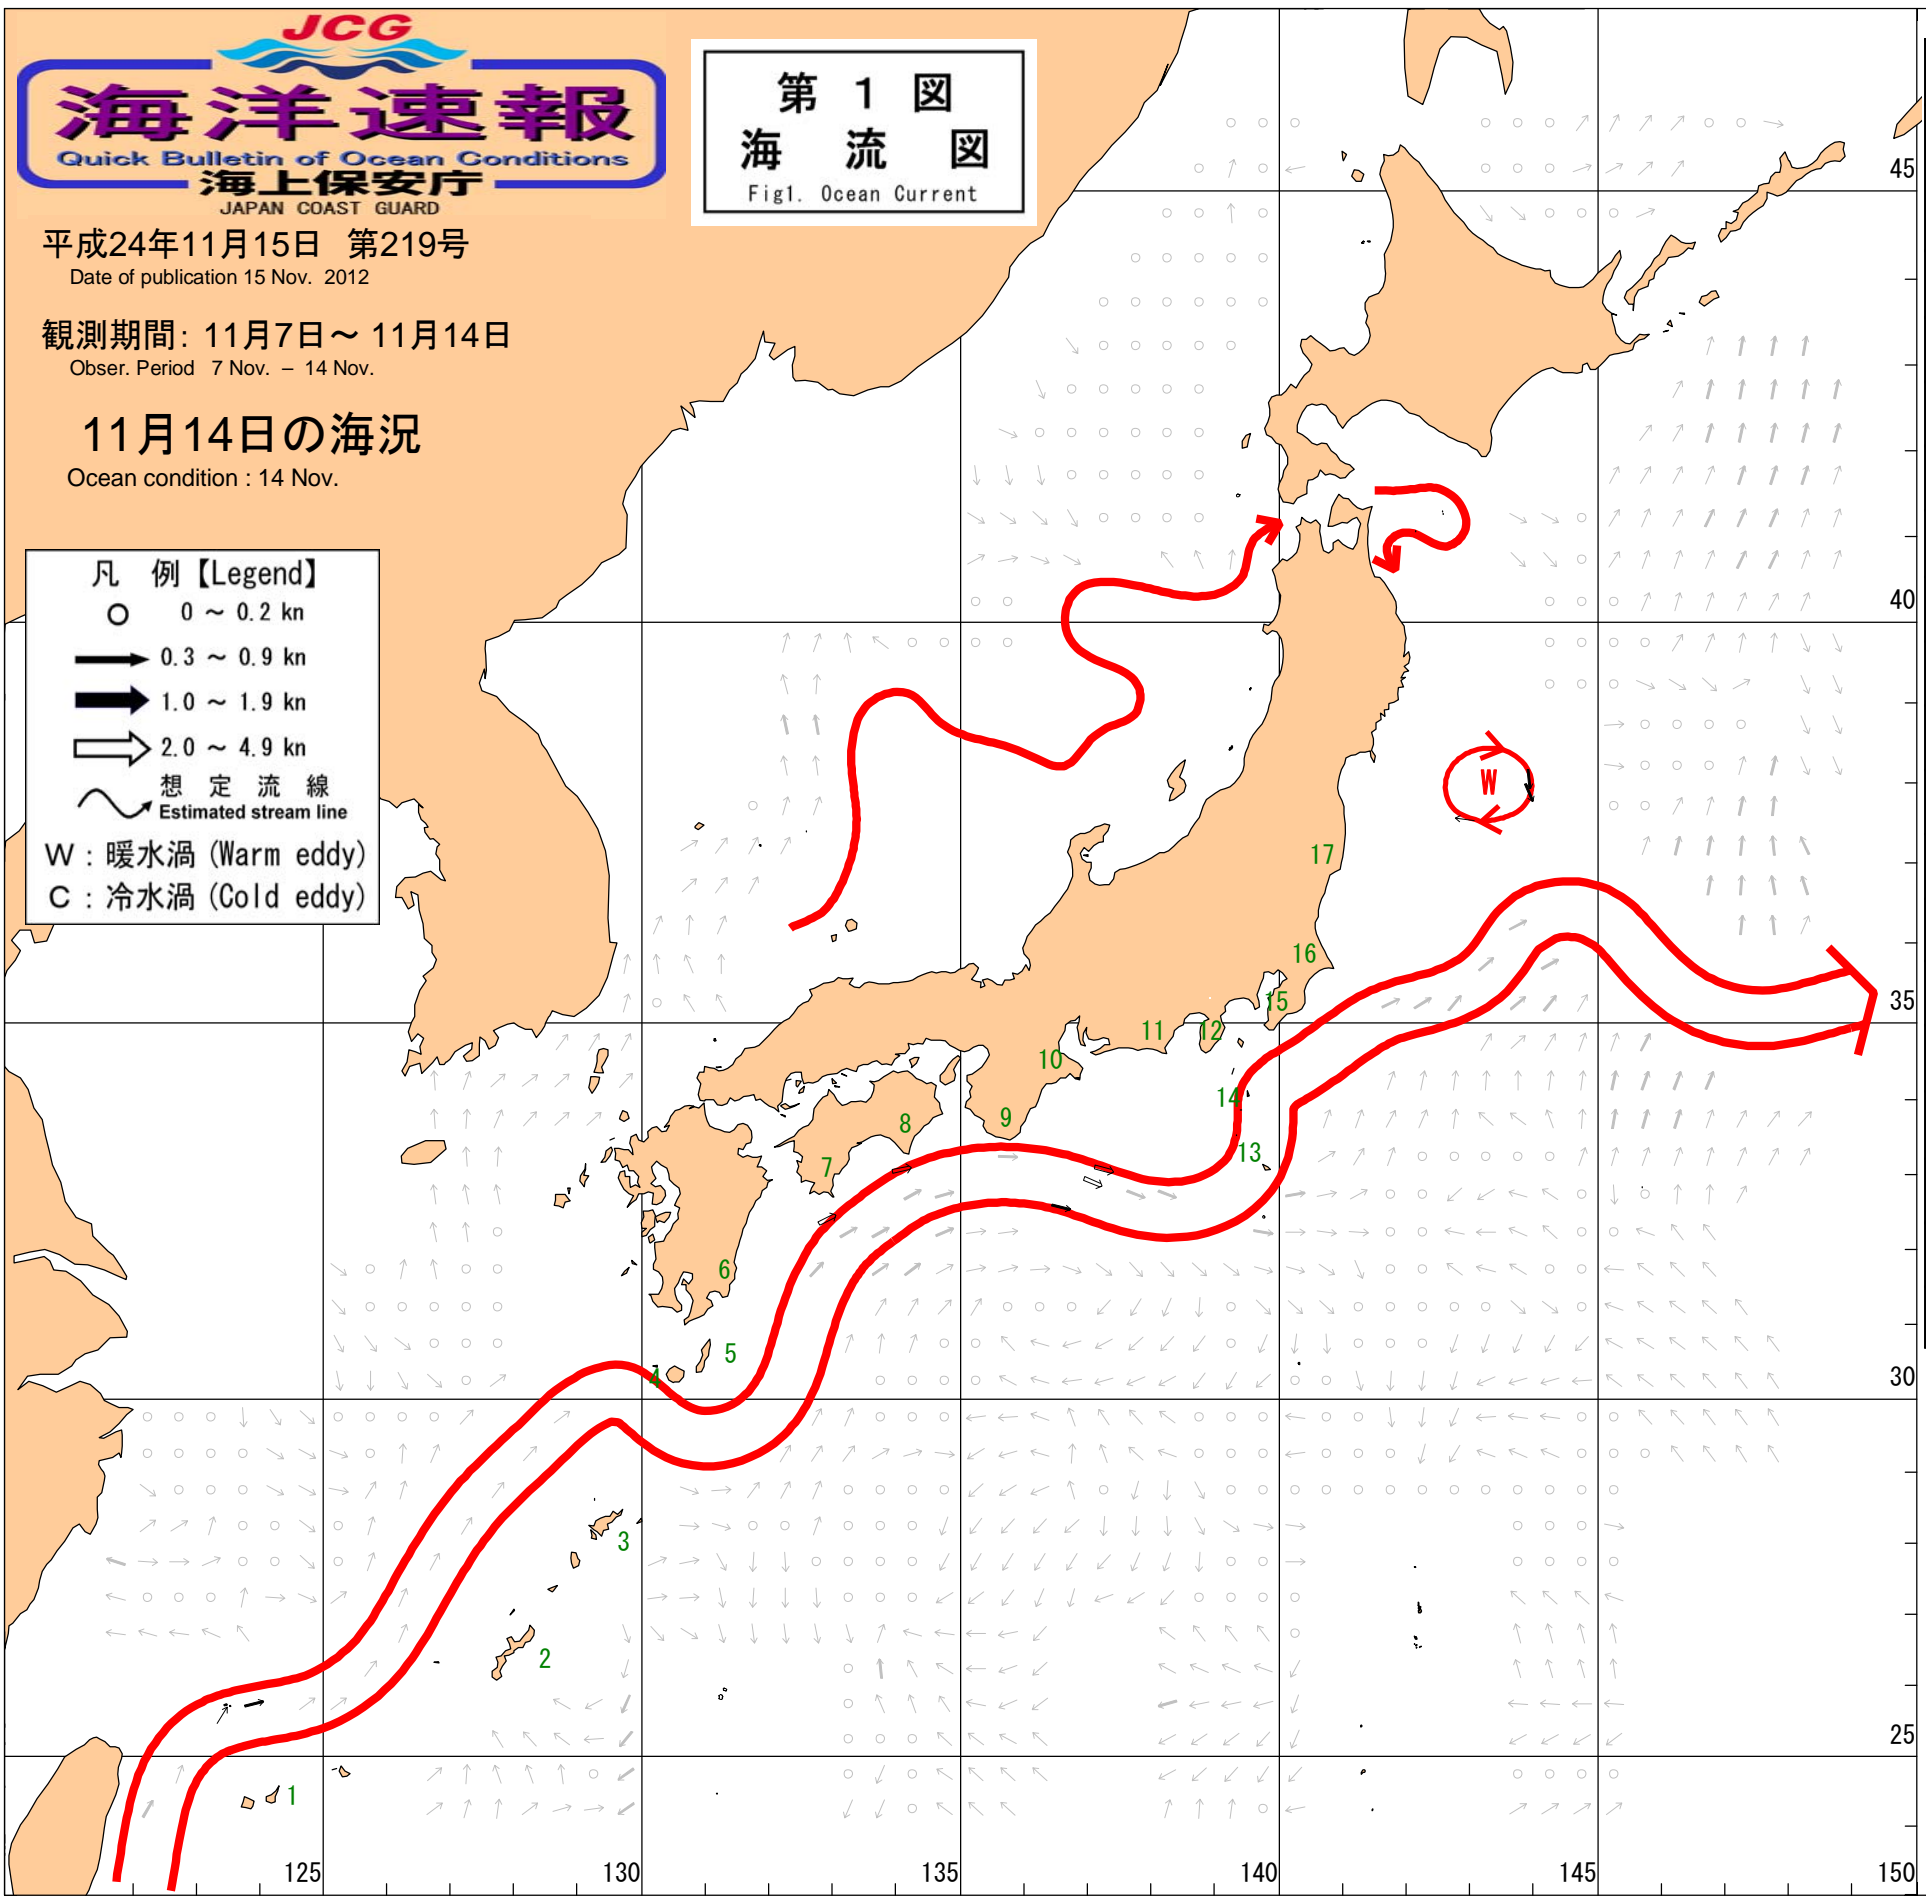 JCG
海洋速報
Quick Bulletin of Ocean Conditions
海上保安庁
JAPAN COAST GUARD
第 1 図
海 流 図
Fig1. Ocean Current
平成24年11月15日 第219号
Date of publication 15 Nov. 2012
観測期間: 11月7日～ 11月14日
Obser. Period 7 Nov. – 14 Nov.
11月14日の海況
Ocean condition : 14 Nov.
凡 例【Legend】
0 ～ 0.2 kn
0.3 ～ 0.9 kn
1.0 ～ 1.9 kn
2.0 ～ 4.9 kn
想 定 流 線
Estimated stream line
W : 暖水渦 (Warm eddy)
C : 冷水渦 (Cold eddy)
45
40
W
17
16
35
15
12
11
10
14
9
8
13
7
6
5
4
30
3
2
25
1
125
130
135
140
145
150